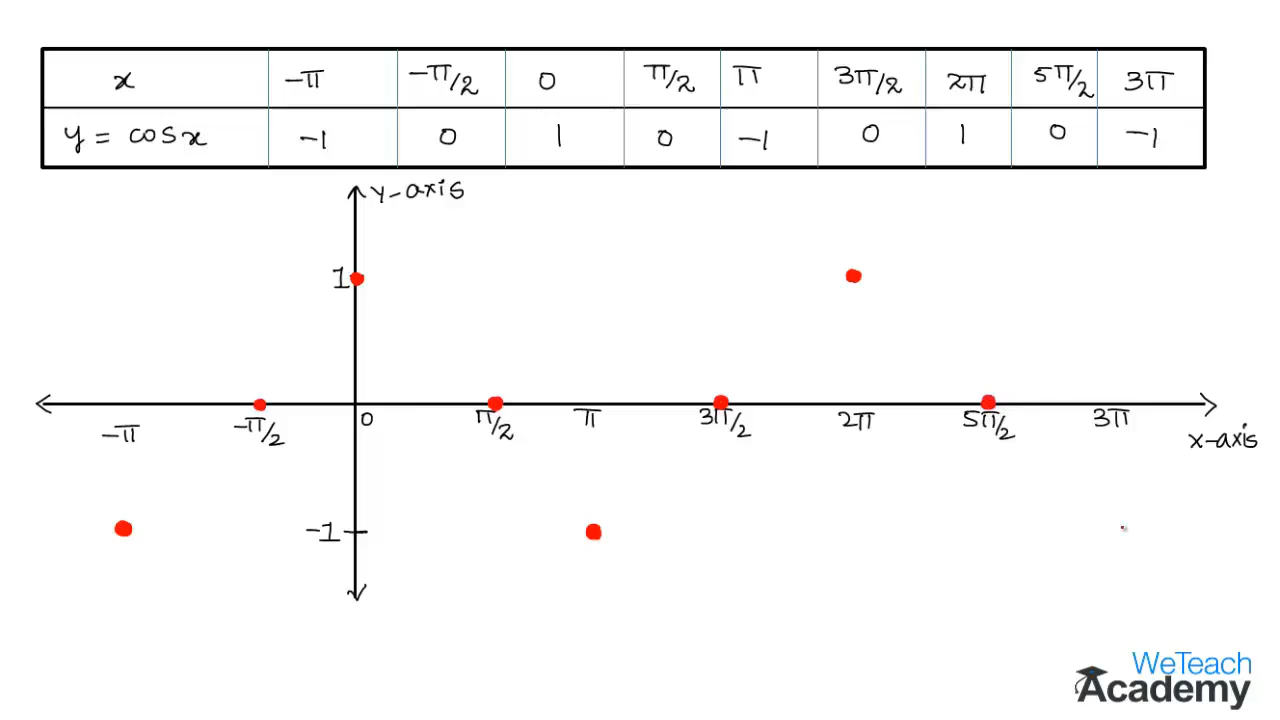 x -π -π/2 0 π/2 π 3π/2 2π 5π/2 3π
y = cosx -1 0 1 0 -1 0 1 0 -1
y-axis
1
-π -π/2 0 π/2 π 3π/2 2π 5π/2 3π
x-axis
-1
WeTeach
Academy